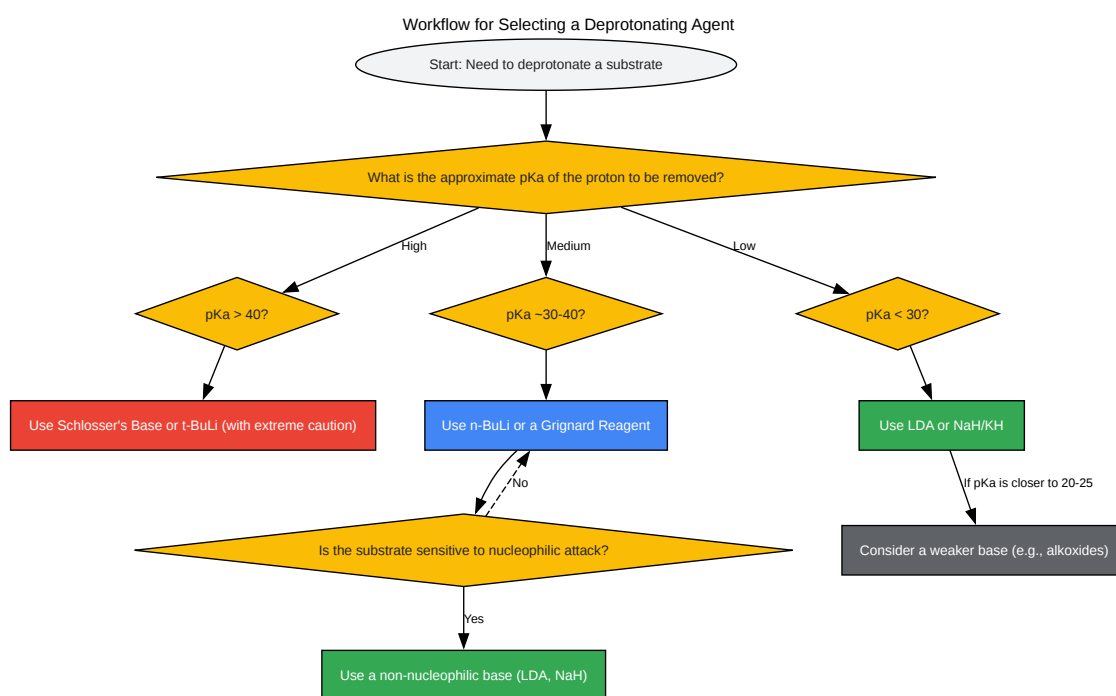 Workflow for Selecting a Deprotonating Agent
Start: Need to deprotonate a substrate
What is the approximate pKa of the proton to be removed?
High
Medium
Low
pKa > 40?
pKa ~30-40?
pKa < 30?
Use Schlosser's Base or t-BuLi (with extreme caution)
Use n-BuLi or a Grignard Reagent
Use LDA or NaH/KH
No
If pKa is closer to 20-25
Is the substrate sensitive to nucleophilic attack?
Consider a weaker base (e.g., alkoxides)
Yes
Use a non-nucleophilic base (LDA, NaH)